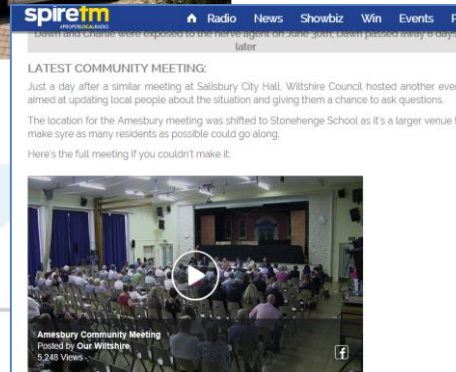 spirefm
#PROPERLOCALRADIO
Radio News Showbiz Win Events
Dawn and Charlie were exposed to the nerve agent on June 30th, Dawn passed away 8 days
later
LATEST COMMUNITY MEETING:
Just a day after a similar meeting at Salisbury City Hall, Wiltshire Council hosted another
aimed at updating local people about the situation and giving them a chance to ask questions.
The location for the Amesbury meeting was shifted to Stonehenge School as it's a larger venue
make syre as many residents as possible could go along.
Here's the full meeting if you couldn't make it:
Amesbury Community Meeting
Posted by Our Wiltshire
5,248 Views